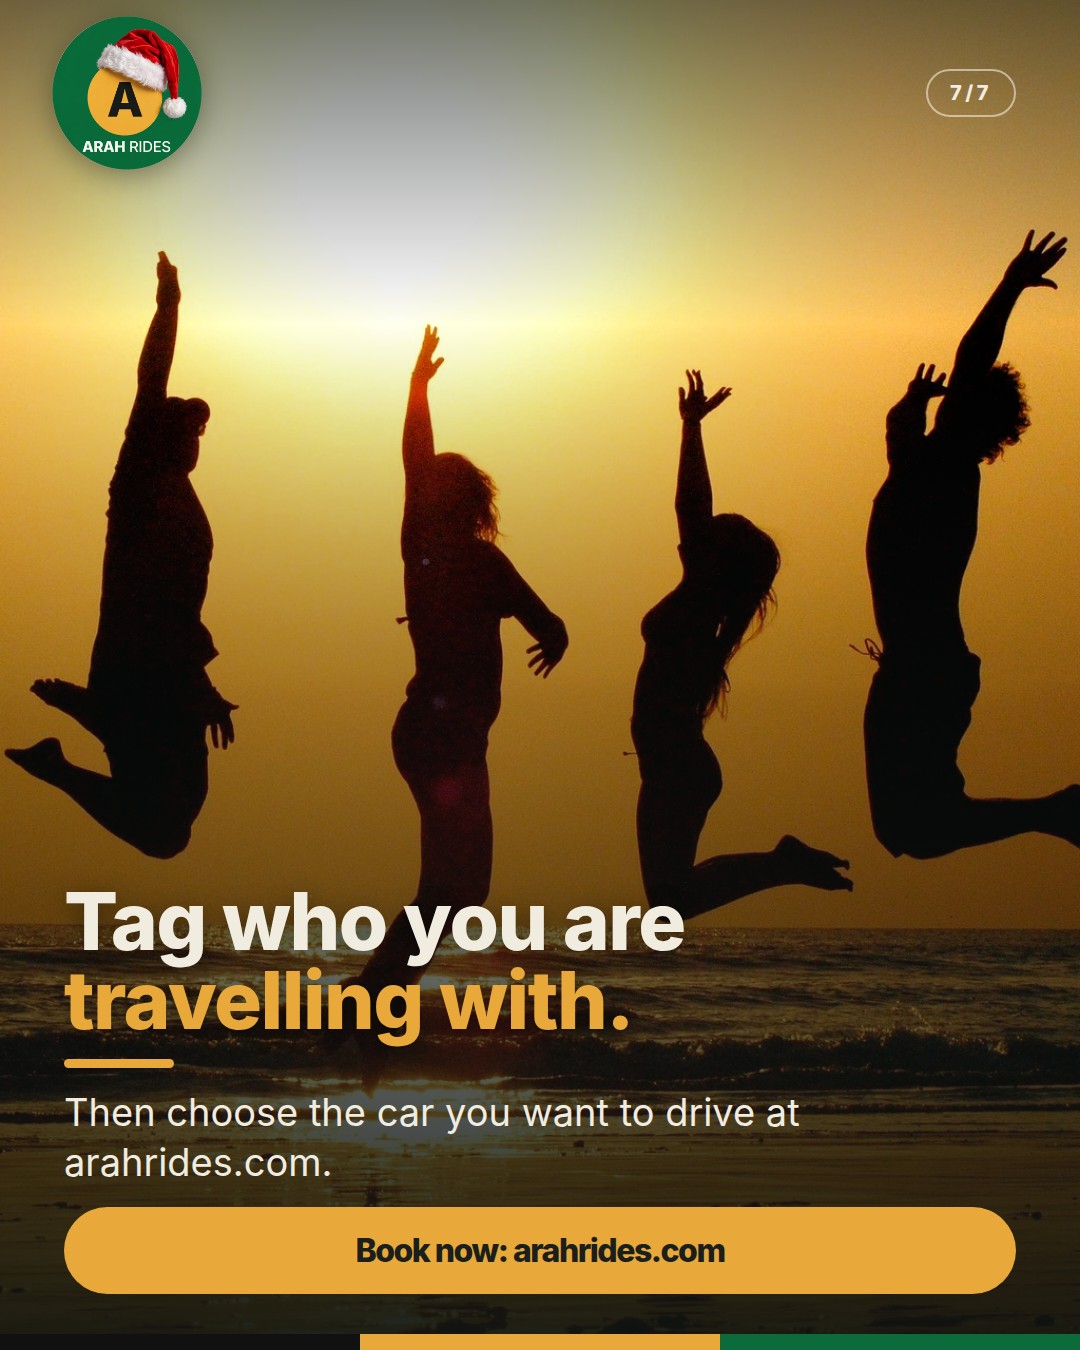 A
ARAH RIDES
7/7
Tag who you are
travelling with.
Then choose the car you want to drive at
arahrides.com.
Book now: arahrides.com